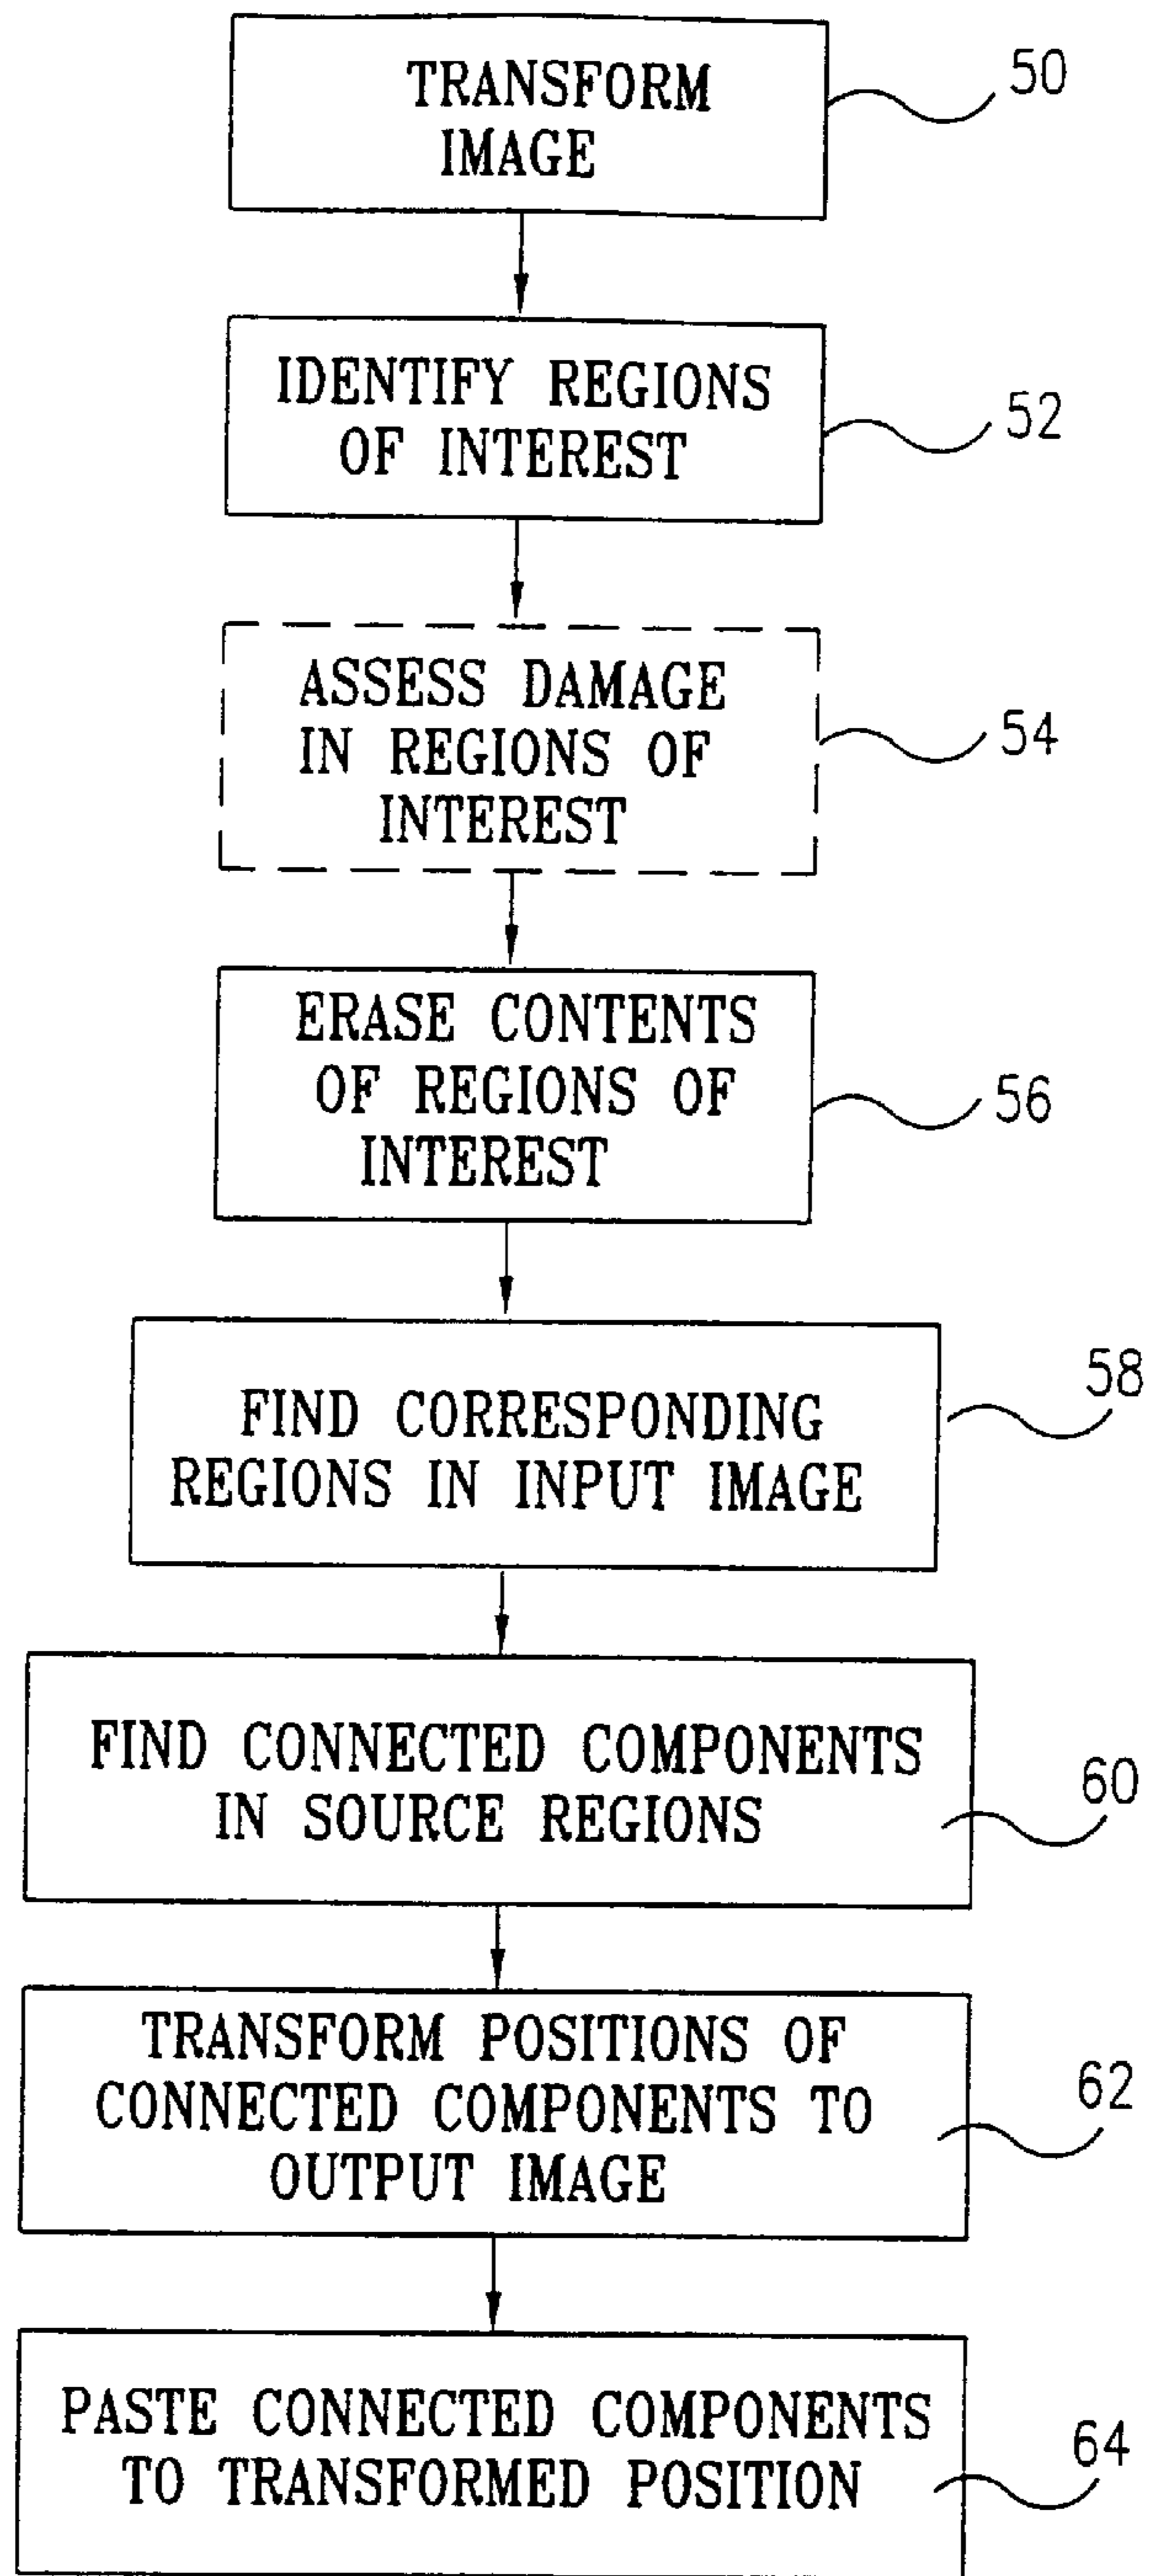 TRANSFORM
IMAGE
50
IDENTIFY REGIONS
OF INTEREST
52
ASSESS DAMAGE
IN REGIONS OF
INTEREST
54
ERASE CONTENTS
OF REGIONS OF
INTEREST
56
FIND CORRESPONDING
REGIONS IN INPUT IMAGE
58
FIND CONNECTED COMPONENTS
IN SOURCE REGIONS
60
TRANSFORM POSITIONS OF
CONNECTED COMPONENTS TO
OUTPUT IMAGE
62
PASTE CONNECTED COMPONENTS
TO TRANSFORMED POSITION
64